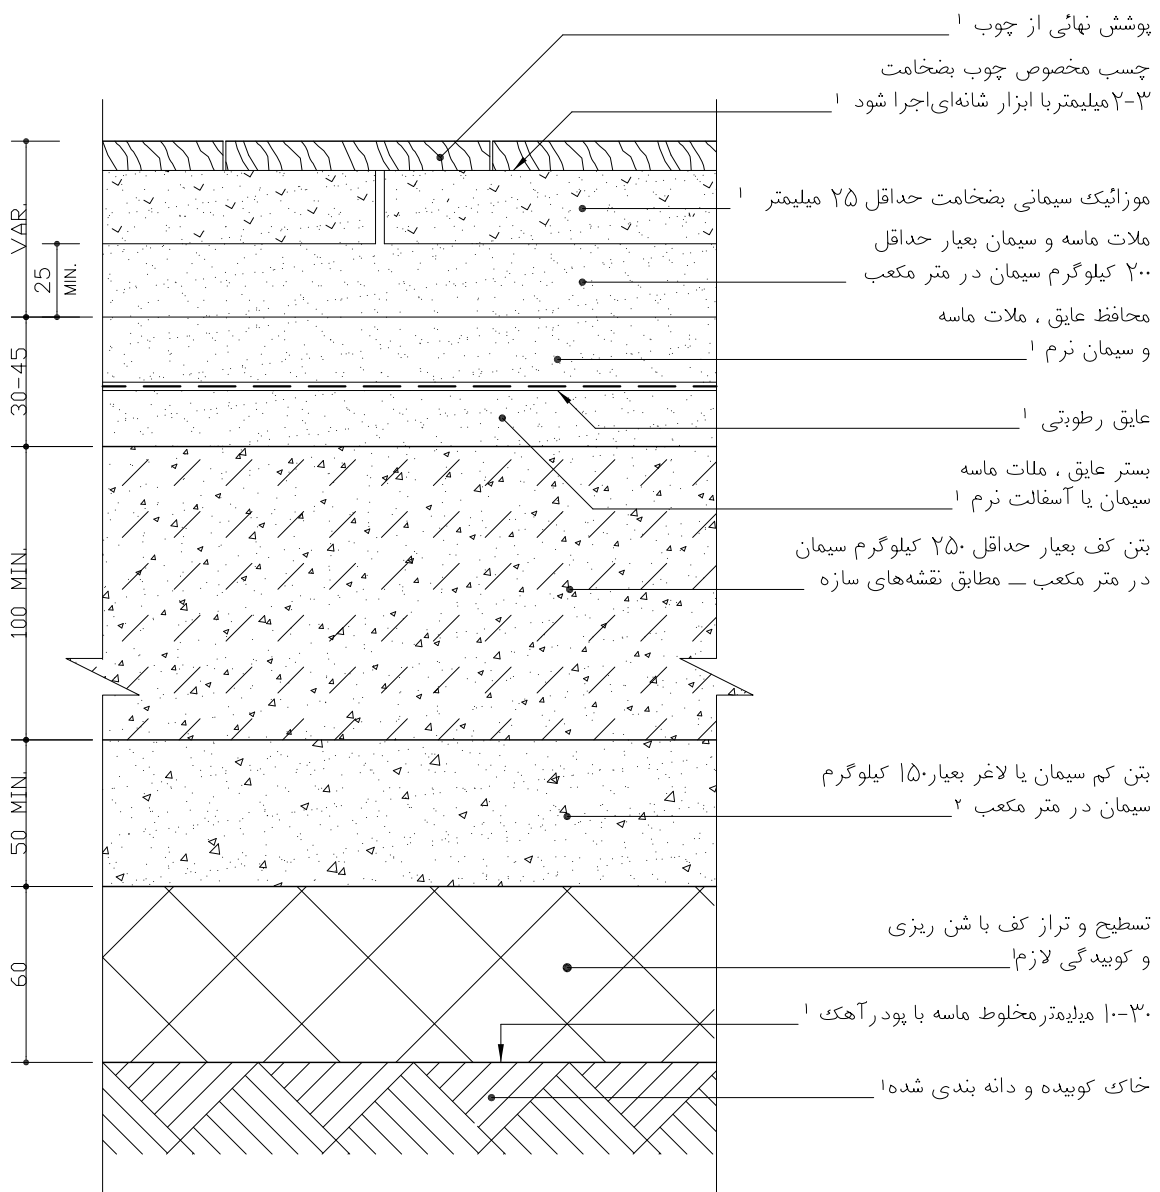 پوشش نهائی از چوب ۱
چسب مخصوص چوب بضخامت
۲-۳میلیمتر با ابزار شانه‌ای اجرا شود ۱
موزائیک سیمانی بضخامت حداقل ۲۵ میلیمتر ۱
ملات ماسه و سیمان بعیار حداقل
۲۰۰ کیلوگرم سیمان در متر مکعب
محافظ عایق ، ملات ماسه
و سیمان نرم ۱
عایق رطوبتی ۱
بستر عایق ، ملات ماسه
سیمان یا آسفالت نرم ۱
بتن کف بعیار حداقل ۲۵۰ کیلوگرم سیمان
در متر مکعب ــ مطابق نقشه‌های سازه
بتن کم سیمان یا لاغر بعیار۱۵۰ کیلوگرم
سیمان در متر مکعب ۲
تسطیح و تراز کف با شن ریزی
و کوبیدگی لازم۱
۱۰-۳۰ میلیمتر مخلوط ماسه با پودر آهک ۱
خاک کوبیده و دانه بندی شده۱
VAR.
25
MIN.
30-45
100 MIN.
50 MIN.
60